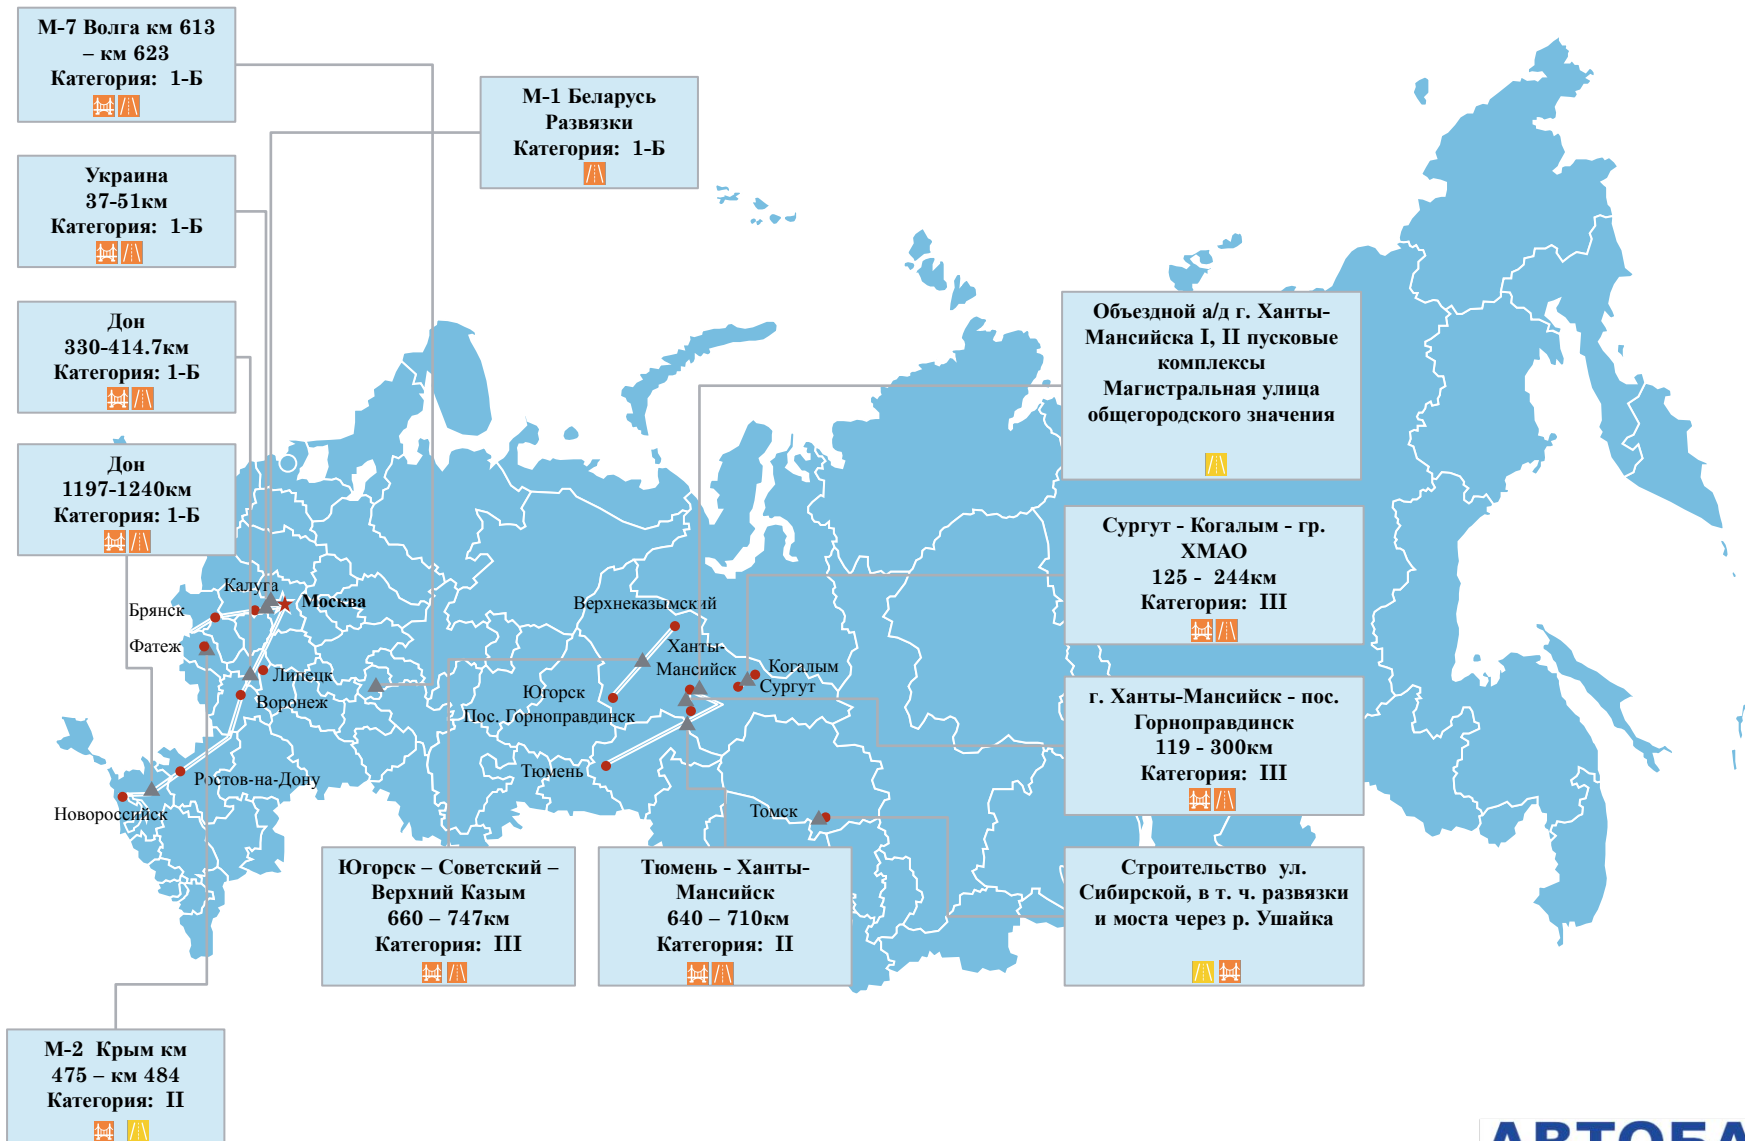 М-7 Волга км 613
– км 623
Категория: 1-Б
М-1 Беларусь
Развязки
Категория: 1-Б
Украина
37-51км
Категория: 1-Б
Дон
330-414.7км
Категория: 1-Б
Дон
1197-1240км
Категория: 1-Б
Объездной а/д г. Ханты-
Мансийска I, II пусковые
комплексы
Магистральная улица
общегородского значения
Сургут - Когалым - гр.
ХМАО
125 - 244км
Категория: III
г. Ханты-Мансийск - пос.
Горноправдинск
119 - 300км
Категория: III
Строительство ул.
Сибирской, в т. ч. развязки
и моста через р. Ушайка
Калуга
Москва
Брянск
Фатеж
Липецк
Воронеж
Ростов-на-Дону
Новороссийск
Верхнеказымский
Ханты-
Мансийск
Когалым
Сургут
Югорск
Пос. Горноправдинск
Тюмень
Томск
Югорск – Советский –
Верхний Казым
660 – 747км
Категория: III
Тюмень - Ханты-
Мансийск
640 – 710км
Категория: II
М-2 Крым км
475 – км 484
Категория: II
АВТОБА